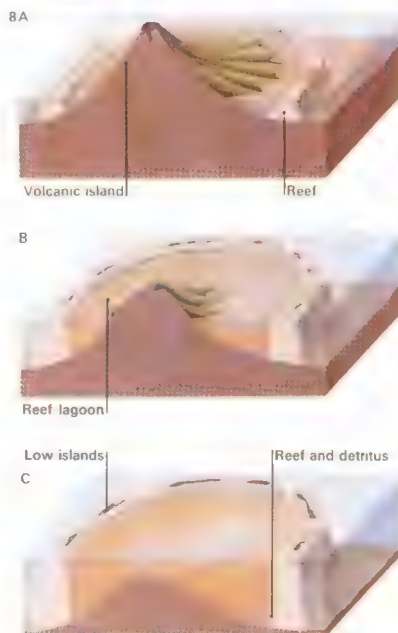 8A
Volcanic island Reef
B
Reef lagoon
Low islands Reef and detritus
C